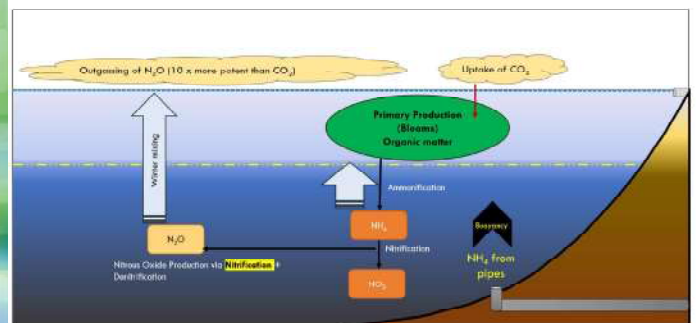 Outgassing of N₂O (10 x more potent than CO₂)
Uptake of CO₂
Primary Production
(Blooms)
Organic matter
Winter mixing
Ammonification
NH₄
N₂O
Nitrification
Nitrous Oxide Production via Nitrification +
Denitrification
NO₃
Buoyancy
NH₄ from
pipes